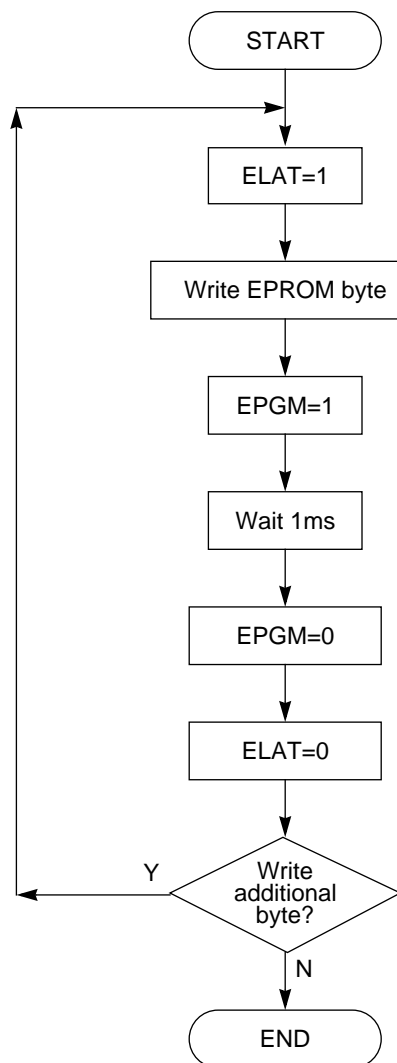 START
ELAT=1
Write EPROM byte
EPGM=1
Wait 1ms
EPGM=0
ELAT=0
Y
Write
additional
byte?
N
END